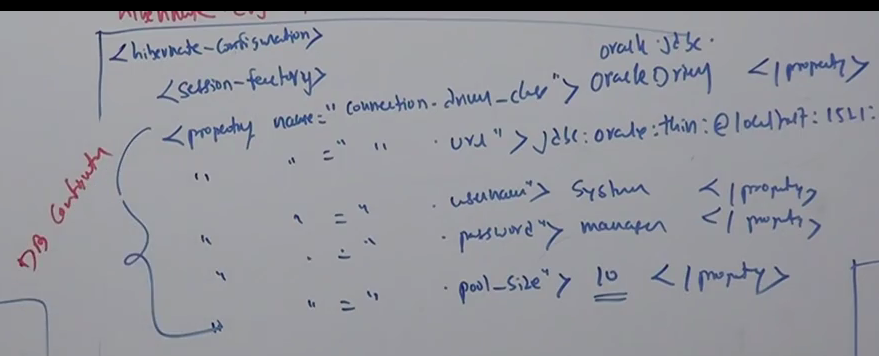 <hibernate-Configuration>
<session-factory>
oracle.jdbc.
<property name="connection.driver_class"> OracleDriver </property>
" " =" " .url"> jdbc:oracle:thin:@localhost:1521:
" " =" .username"> System </property>
" " =" .password"> manager </property>
" " =" .pool_size"> 10 </property>
DB Configuration